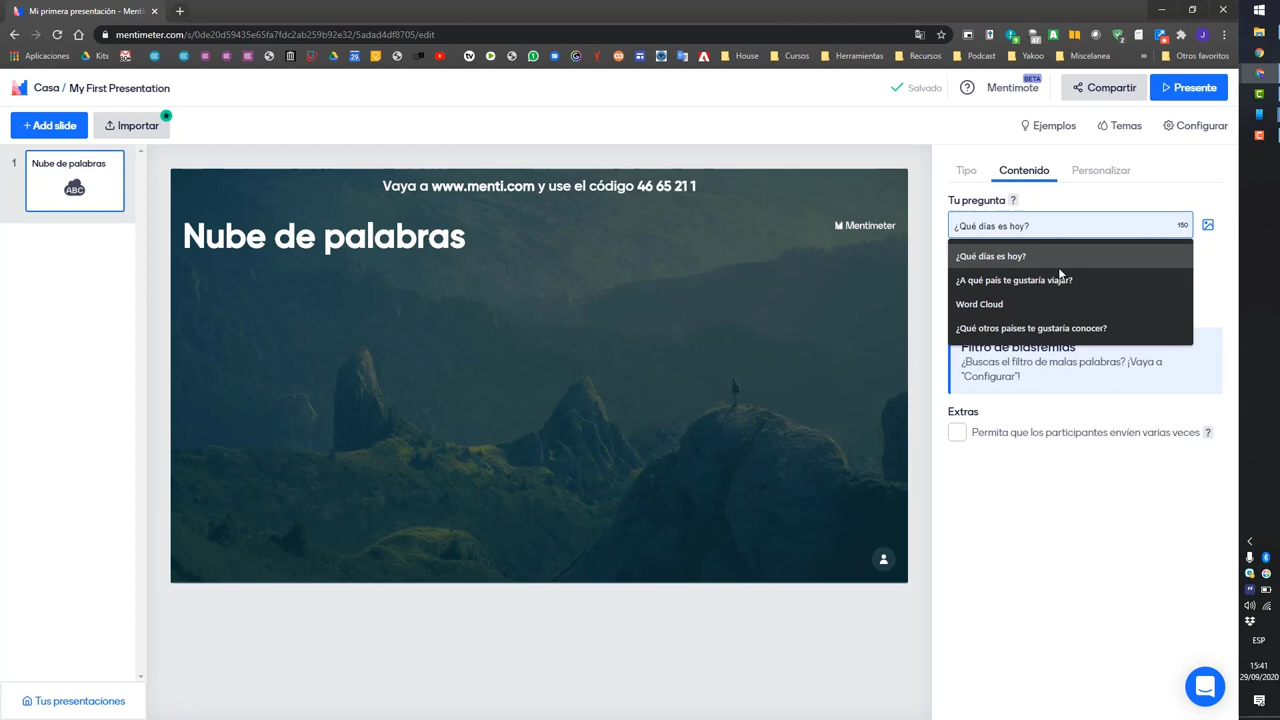 Mi primera presentación - Menti
mentimeter.com/s/0de20d59435e65fa7fdc2ab259b92e32/5adad4df8705/edit
Aplicaciones
Kits
House
Cursos
Herramientas
Recursos
Podcast
Yakoo
Miscelanea
»
Otros favoritos
Casa / My First Presentation
Salvado
Mentimote
BETA
Compartir
Presente
+ Add slide
Importar
Ejemplos
Temas
Configurar
1
Nube de palabras
ABC
Vaya a www.menti.com y use el código 46 65 21 1
Nube de palabras
Mentimeter
Tipo
Contenido
Personalizar
Tu pregunta ?
¿Qué días es hoy?
150
¿Qué días es hoy?
¿A qué país te gustaría viajar?
Word Cloud
¿Qué otros países te gustaría conocer?
Filtro de blasfemias
¿Buscas el filtro de malas palabras? ¡Vaya a
"Configurar"!
Extras
Permita que los participantes envíen varias veces ?
Tus presentaciones
ESP
15:41
29/09/2020